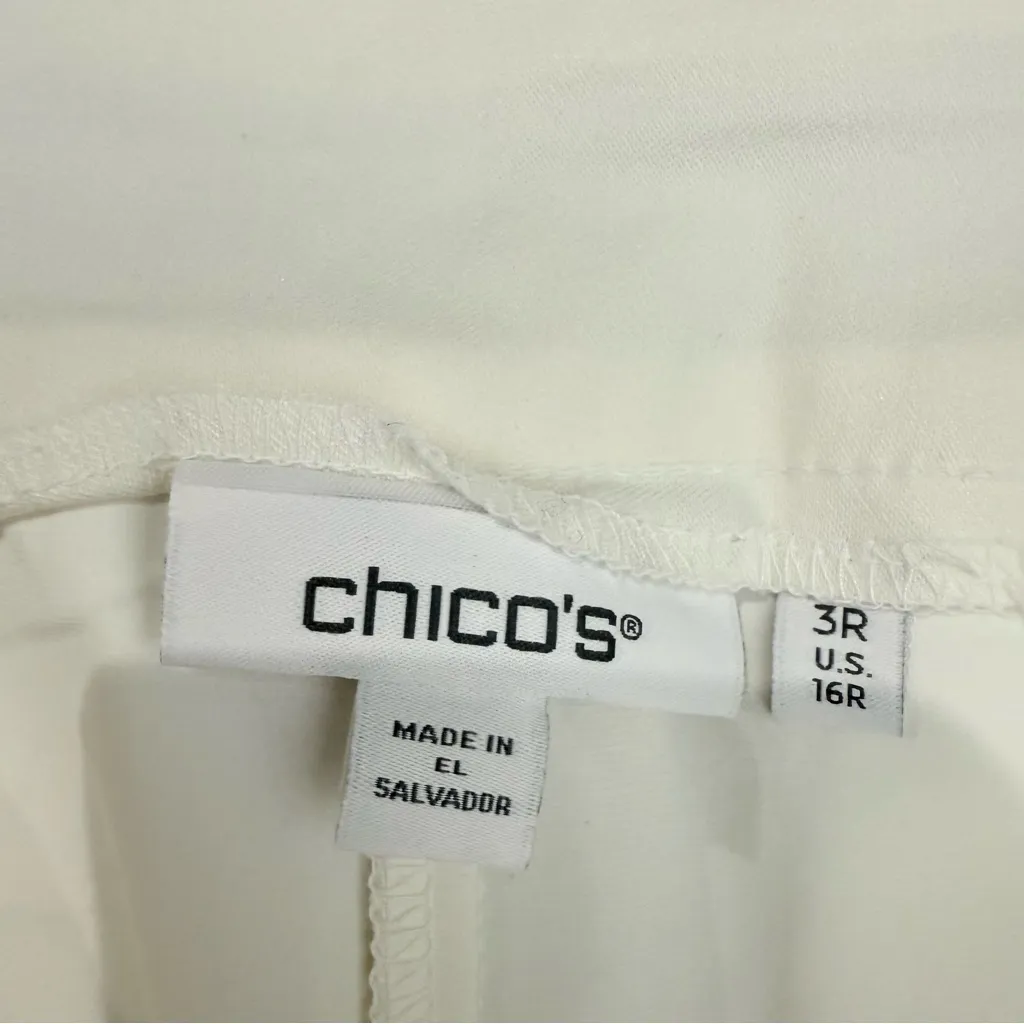 chico's®
MADE IN
EL
SALVADOR
3R
U.S.
16R